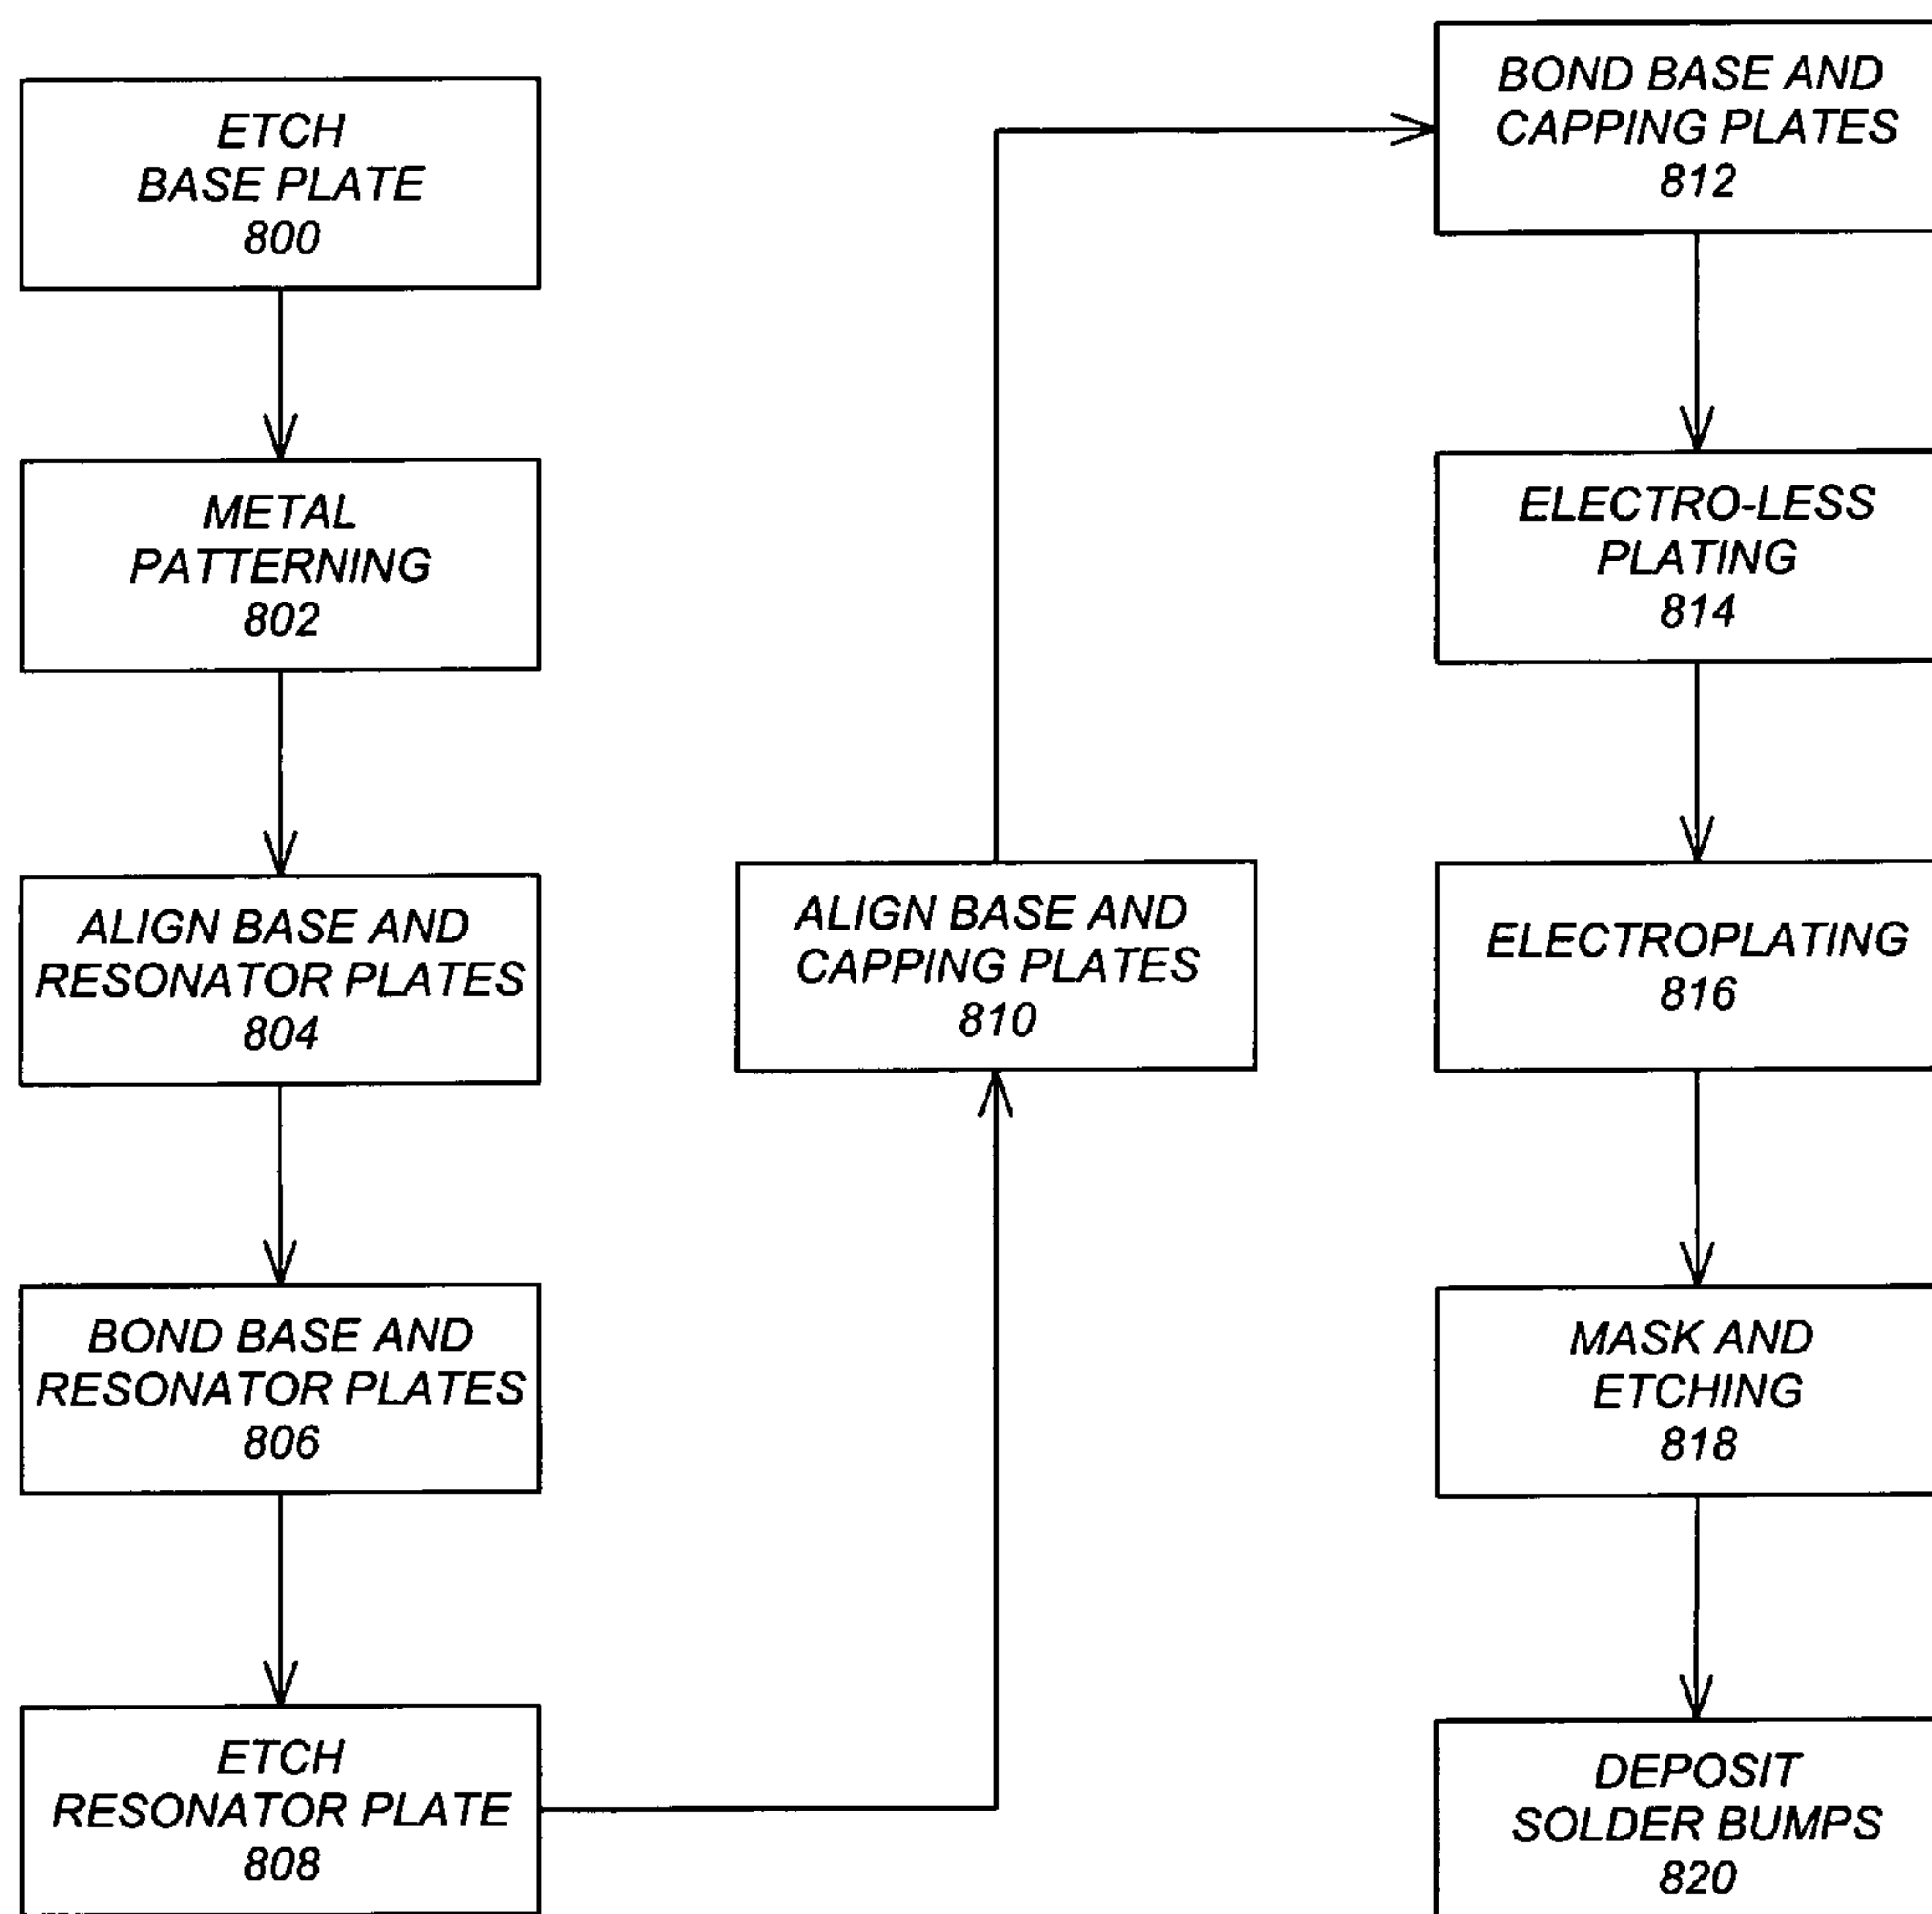 ETCH
BASE PLATE
800
METAL
PATTERNING
802
ALIGN BASE AND
RESONATOR PLATES
804
BOND BASE AND
RESONATOR PLATES
806
ETCH
RESONATOR PLATE
808
ALIGN BASE AND
CAPPING PLATES
810
BOND BASE AND
CAPPING PLATES
812
ELECTRO-LESS
PLATING
814
ELECTROPLATING
816
MASK AND
ETCHING
818
DEPOSIT
SOLDER BUMPS
820